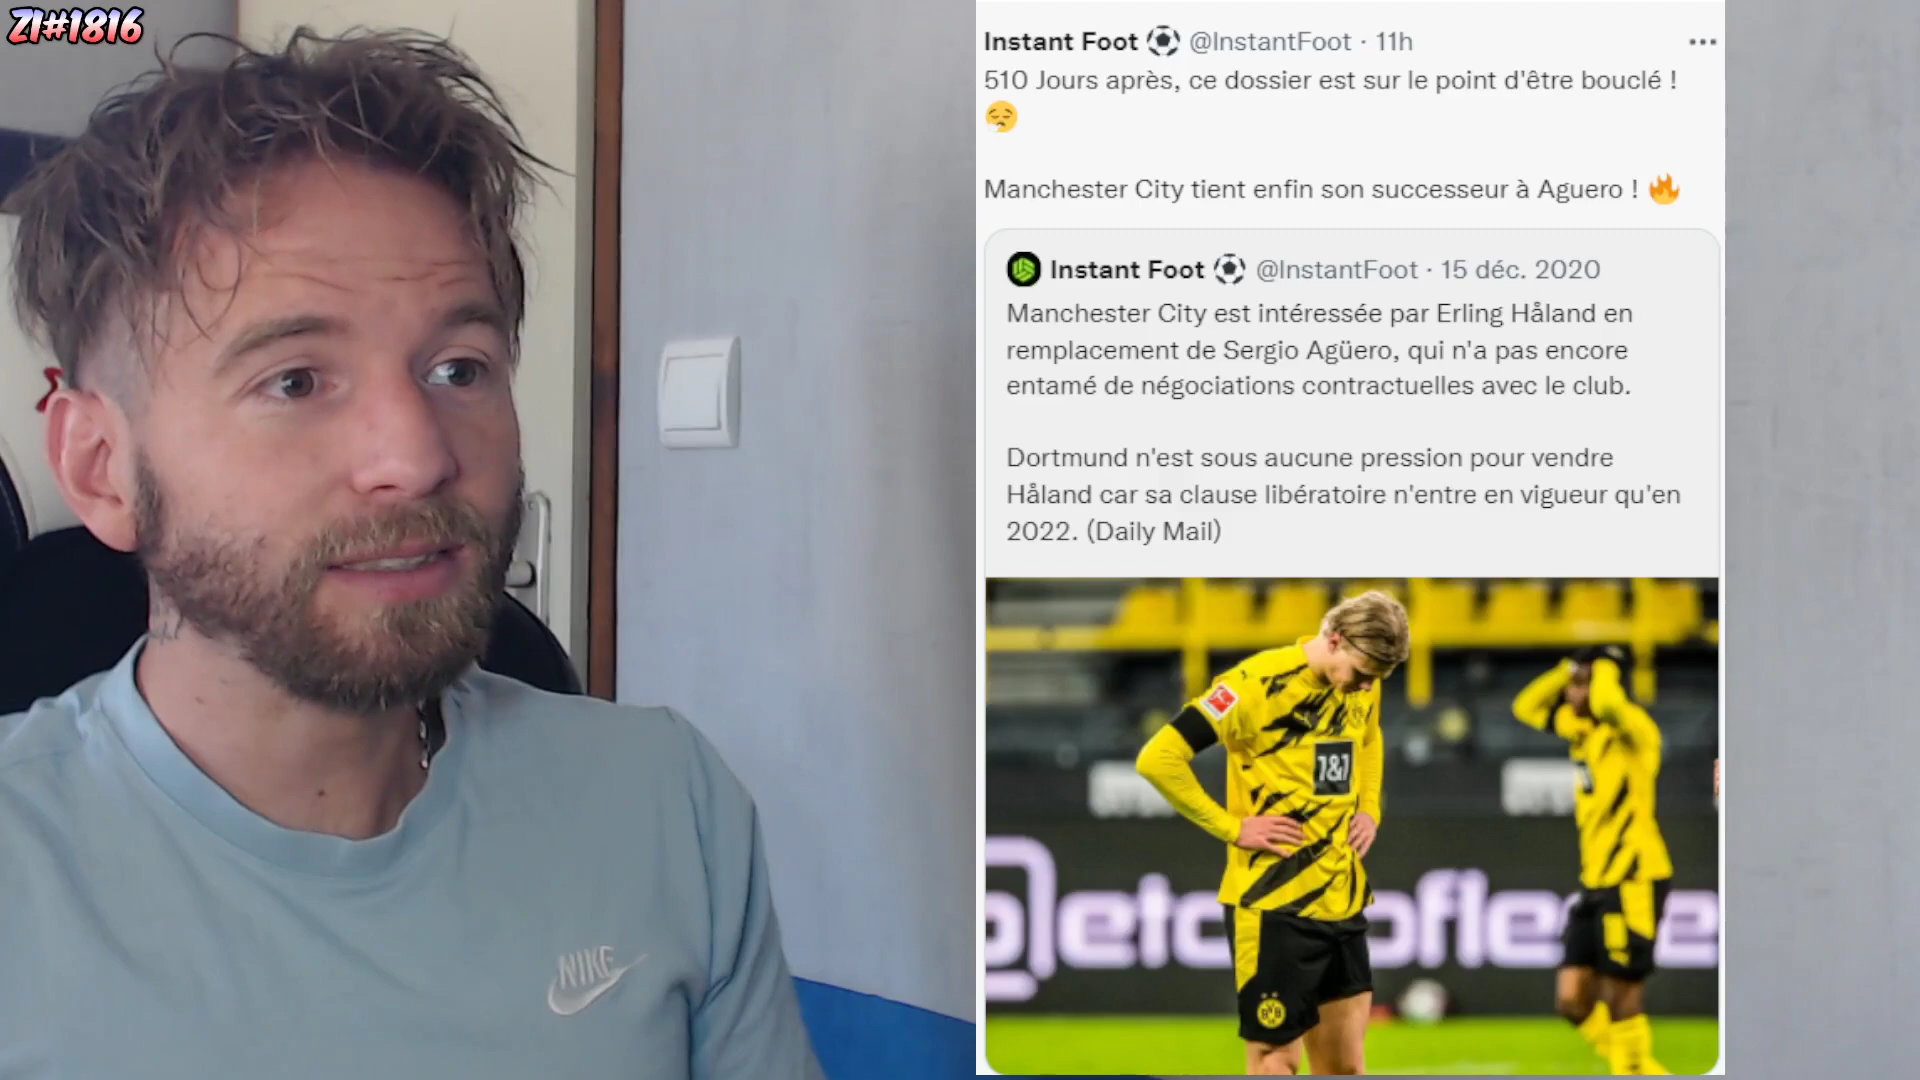 ZI#1816
Instant Foot @InstantFoot · 11h
510 Jours après, ce dossier est sur le point d'être bouclé !
Manchester City tient enfin son successeur à Aguero !
Instant Foot @InstantFoot · 15 déc. 2020
Manchester City est intéressée par Erling Håland en
remplacement de Sergio Agüero, qui n'a pas encore
entamé de négociations contractuelles avec le club.
Dortmund n'est sous aucune pression pour vendre
Håland car sa clause libératoire n'entre en vigueur qu'en
2022. (Daily Mail)
1&1
BVB
NIKE